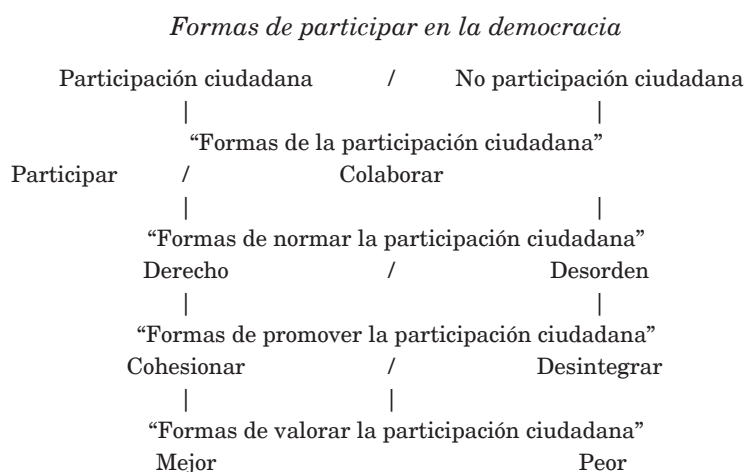 Formas de participar en la democracia
Participación ciudadana / No participación ciudadana
| |
“Formas de la participación ciudadana”
Participar / Colaborar
| |
“Formas de normar la participación ciudadana”
Derecho / Desorden
| |
“Formas de promover la participación ciudadana”
Cohesionar / Desintegrar
| |
“Formas de valorar la participación ciudadana”
Mejor Peor